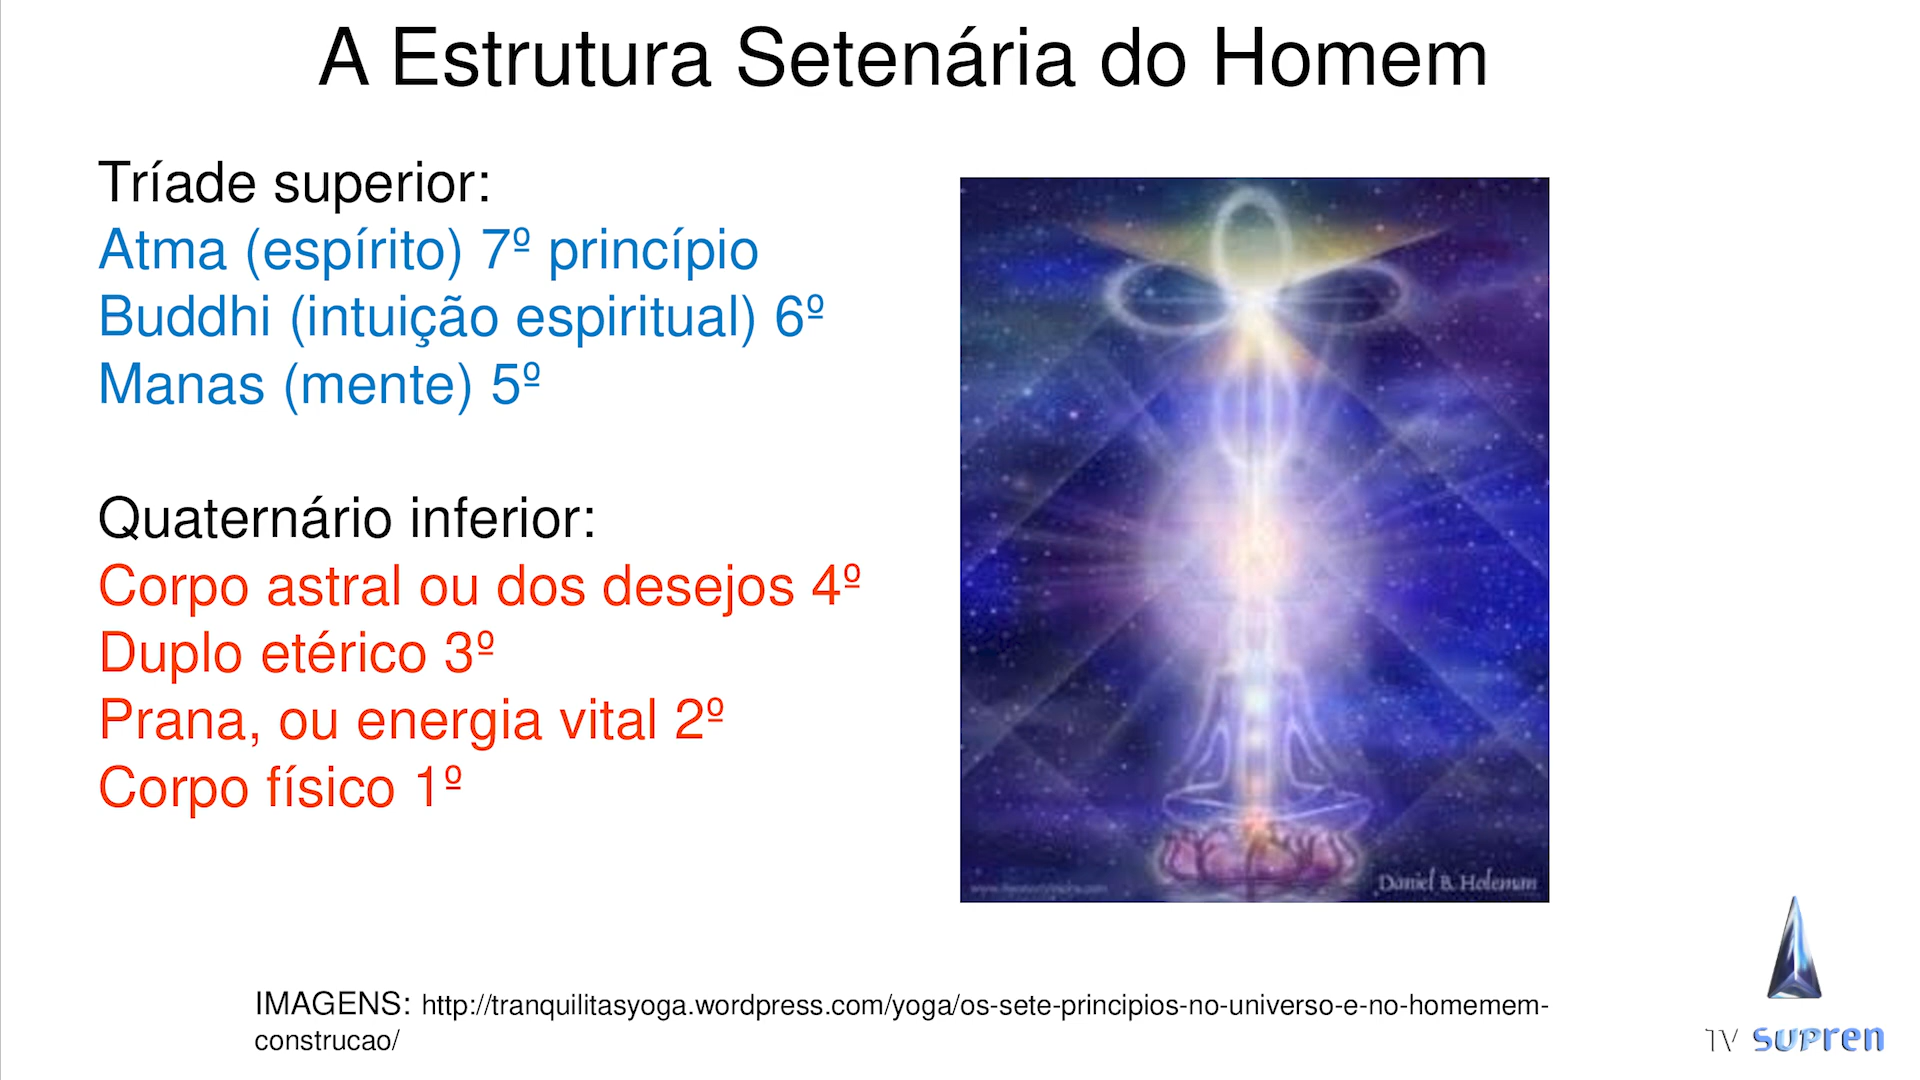 A Estrutura Setenária do Homem
Tríade superior:
Atma (espírito) 7º princípio
Buddhi (intuição espiritual) 6º
Manas (mente) 5º
Quaternário inferior:
Corpo astral ou dos desejos 4º
Duplo etérico 3º
Prana, ou energia vital 2º
Corpo físico 1º
Daniel B. Holeman
IMAGENS: http://tranquilitasyoga.wordpress.com/yoga/os-sete-principios-no-universo-e-no-homemem-
construcao/
TV SUPREN